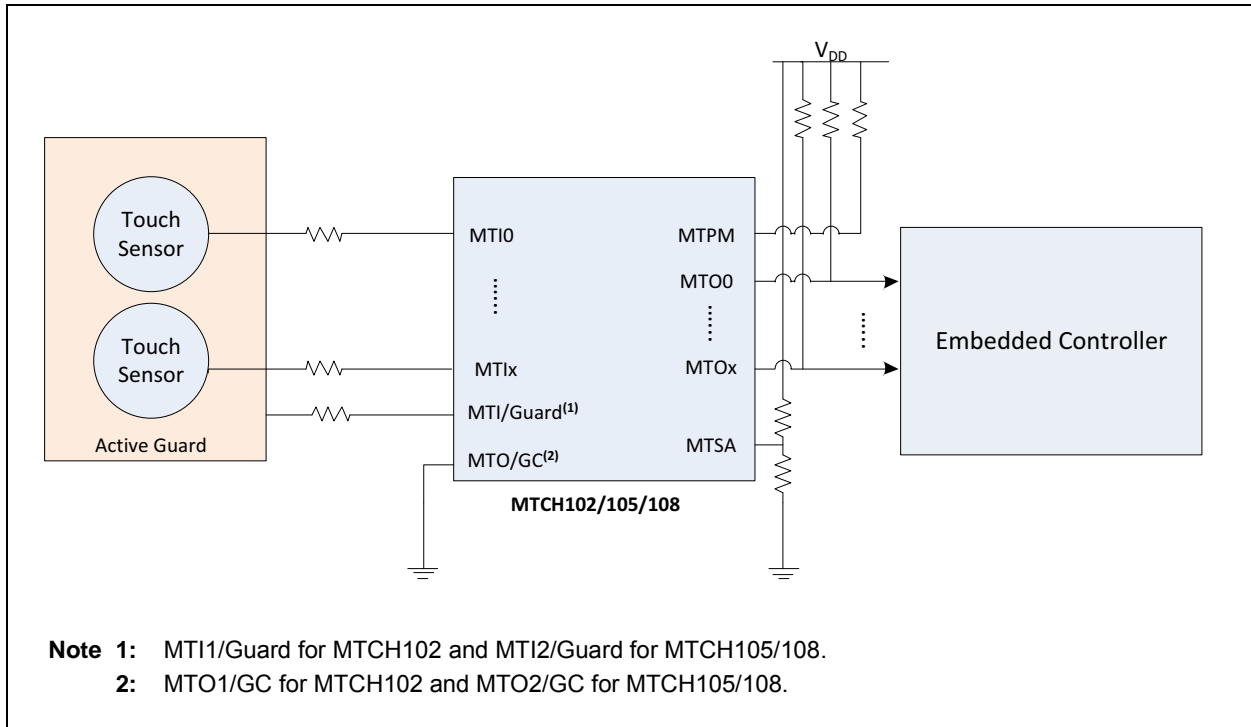 VDD
Touch
Sensor
MTI0
MTPM
MTO0
Touch
Sensor
Embedded Controller
MTIx
MTOx
MTI/Guard(1)
Active Guard
MTSA
MTO/GC(2)
MTCH102/105/108
Note 1: MTI1/Guard for MTCH102 and MTI2/Guard for MTCH105/108.
2: MTO1/GC for MTCH102 and MTO2/GC for MTCH105/108.